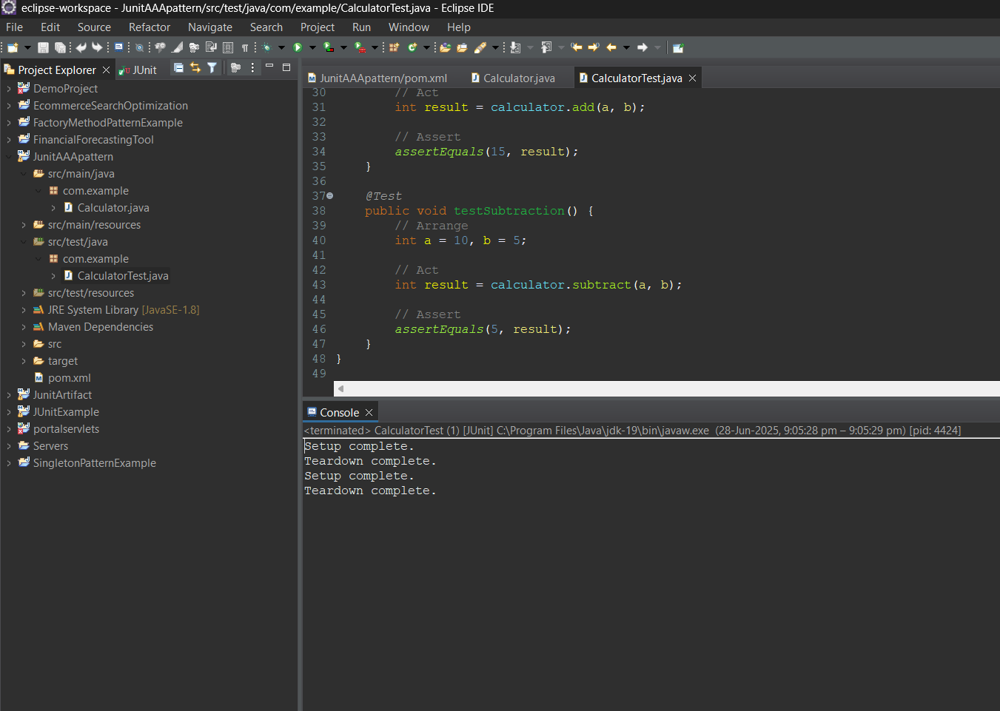 eclipse-workspace - JunitAAApattern/src/test/java/com/example/CalculatorTest.java - Eclipse IDE
File Edit Source Refactor Navigate Search Project Run Window Help
Project Explorer
JUnit
DemoProject
EcommerceSearchOptimization
FactoryMethodPatternExample
FinancialForecastingTool
JunitAAApattern
src/main/java
com.example
Calculator.java
src/main/resources
src/test/java
com.example
CalculatorTest.java
src/test/resources
JRE System Library [JavaSE-1.8]
Maven Dependencies
src
target
pom.xml
JunitArtifact
JUnitExample
portalservlets
Servers
SingletonPatternExample
JunitAAApattern/pom.xml Calculator.java CalculatorTest.java
30 // Act
31 int result = calculator.add(a, b);
32
33 // Assert
34 assertEquals(15, result);
35 }
36
37 @Test
38 public void testSubtraction() {
39 // Arrange
40 int a = 10, b = 5;
41
42 // Act
43 int result = calculator.subtract(a, b);
44
45 // Assert
46 assertEquals(5, result);
47 }
48 }
49
Console
<terminated> CalculatorTest (1) [JUnit] C:\Program Files\Java\jdk-19\bin\javaw.exe (28-Jun-2025, 9:05:28 pm – 9:05:29 pm) [pid: 4424]
Setup complete.
Teardown complete.
Setup complete.
Teardown complete.